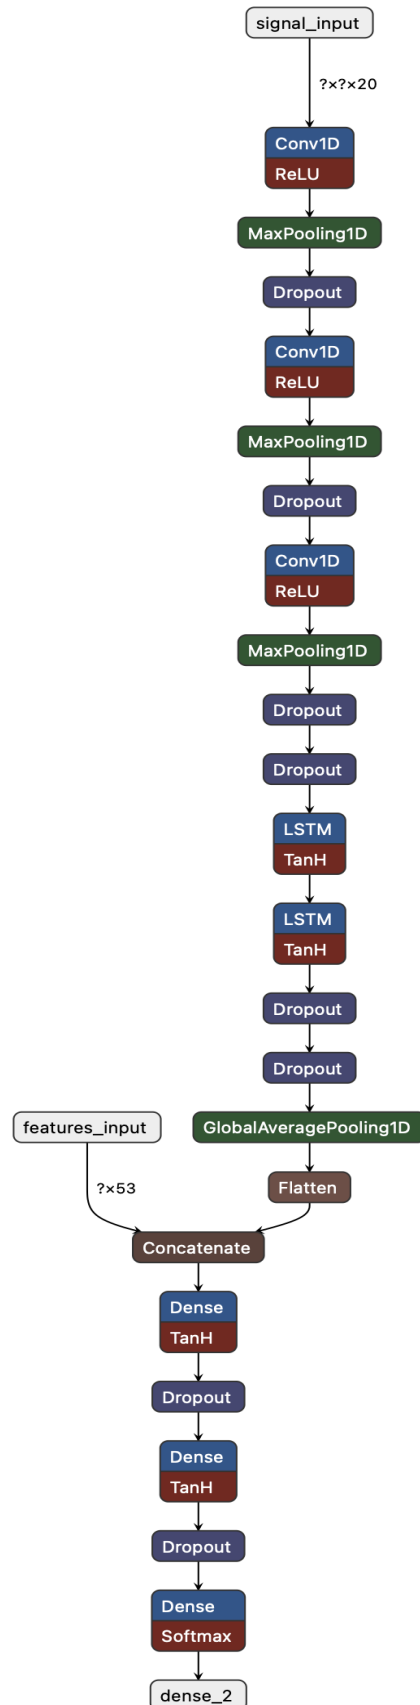 signal_input
?×?×20
Conv1D
ReLU
MaxPooling1D
Dropout
Conv1D
ReLU
MaxPooling1D
Dropout
Conv1D
ReLU
MaxPooling1D
Dropout
Dropout
LSTM
TanH
LSTM
TanH
Dropout
Dropout
features_input
GlobalAveragePooling1D
?×53
Flatten
Concatenate
Dense
TanH
Dropout
Dense
TanH
Dropout
Dense
Softmax
dense_2